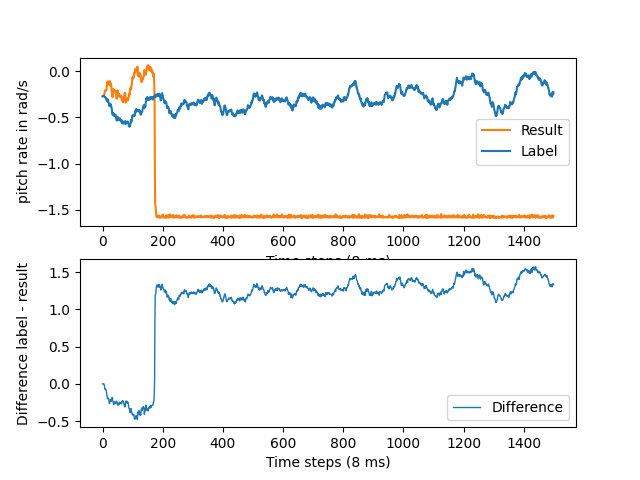 0.0
−0.5
−1.0
−1.5
pitch rate in rad/s
Result
Label
0 200 400 600 800 1000 1200 1400
Time steps (8 ms)
1.5
1.0
0.5
0.0
−0.5
Difference label - result
Difference
0 200 400 600 800 1000 1200 1400
Time steps (8 ms)